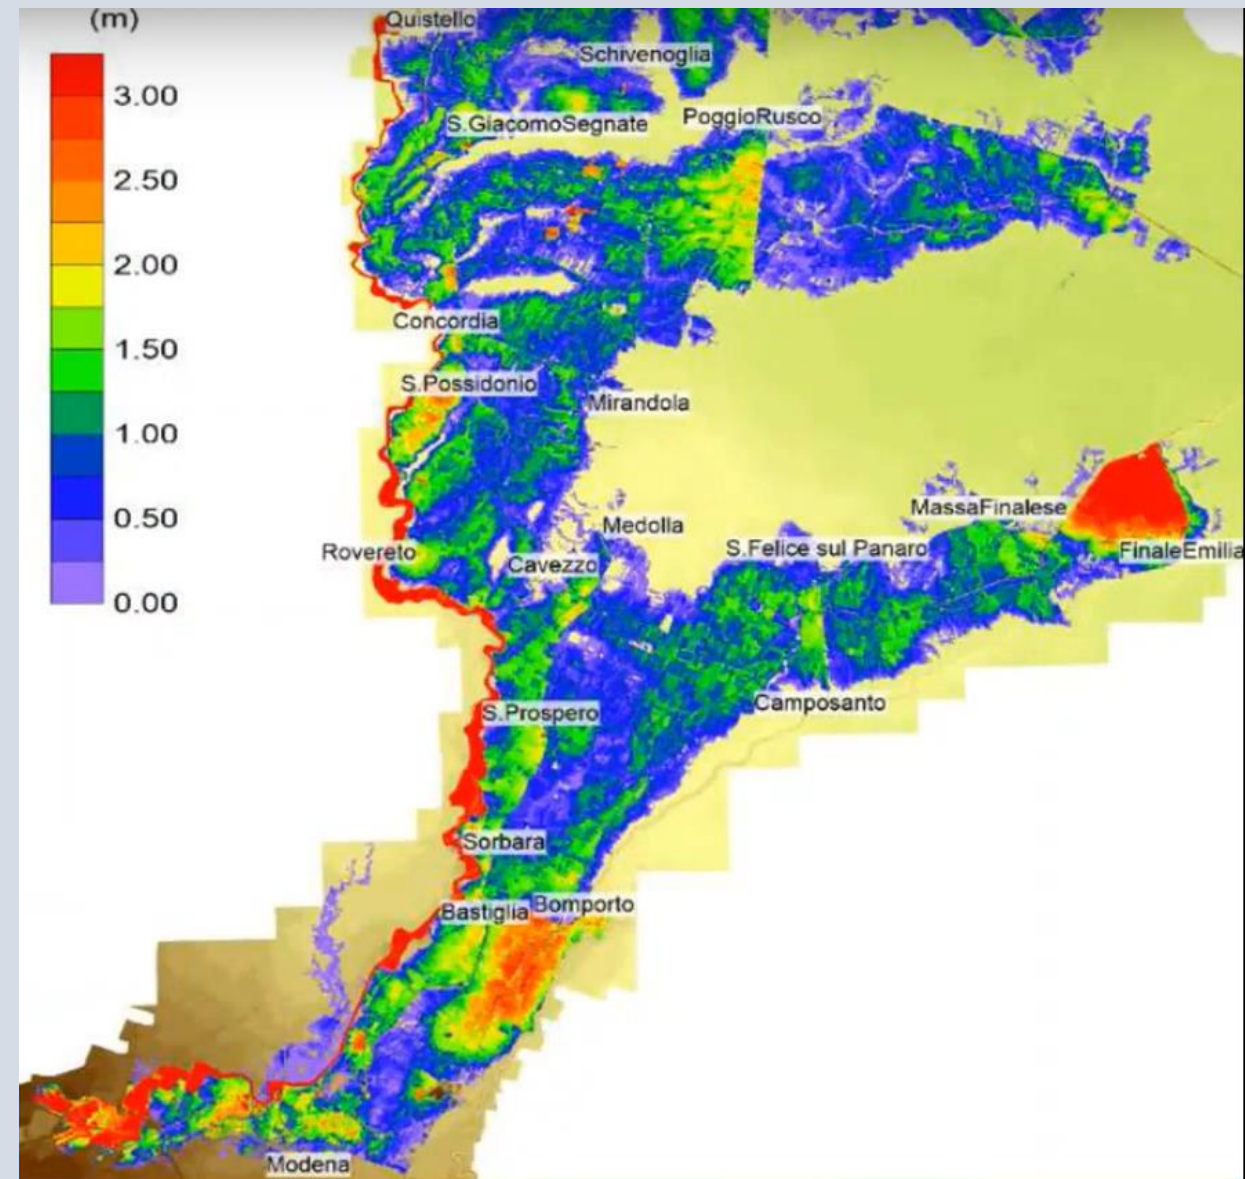 (m)
3.00
2.50
2.00
1.50
1.00
0.50
0.00
Quistello
Schivenoglia
S.GiacomoSegnate
PoggioRusco
Concordia
S.Possidonio
Mirandola
MassaFinalese
Medolla
Rovereto
Cavezzo
S.Felice sul Panaro
FinaleEmilia
Camposanto
S.Prospero
Sorbara
Bastiglia
Bomporto
Modena